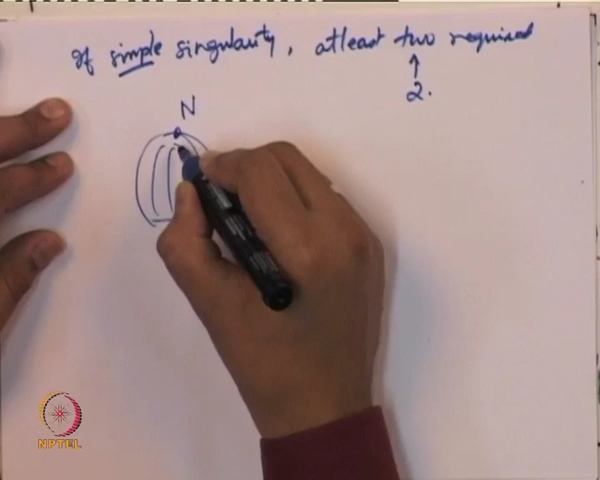 If simple singularity, atleast two required
2.
N
NPTEL